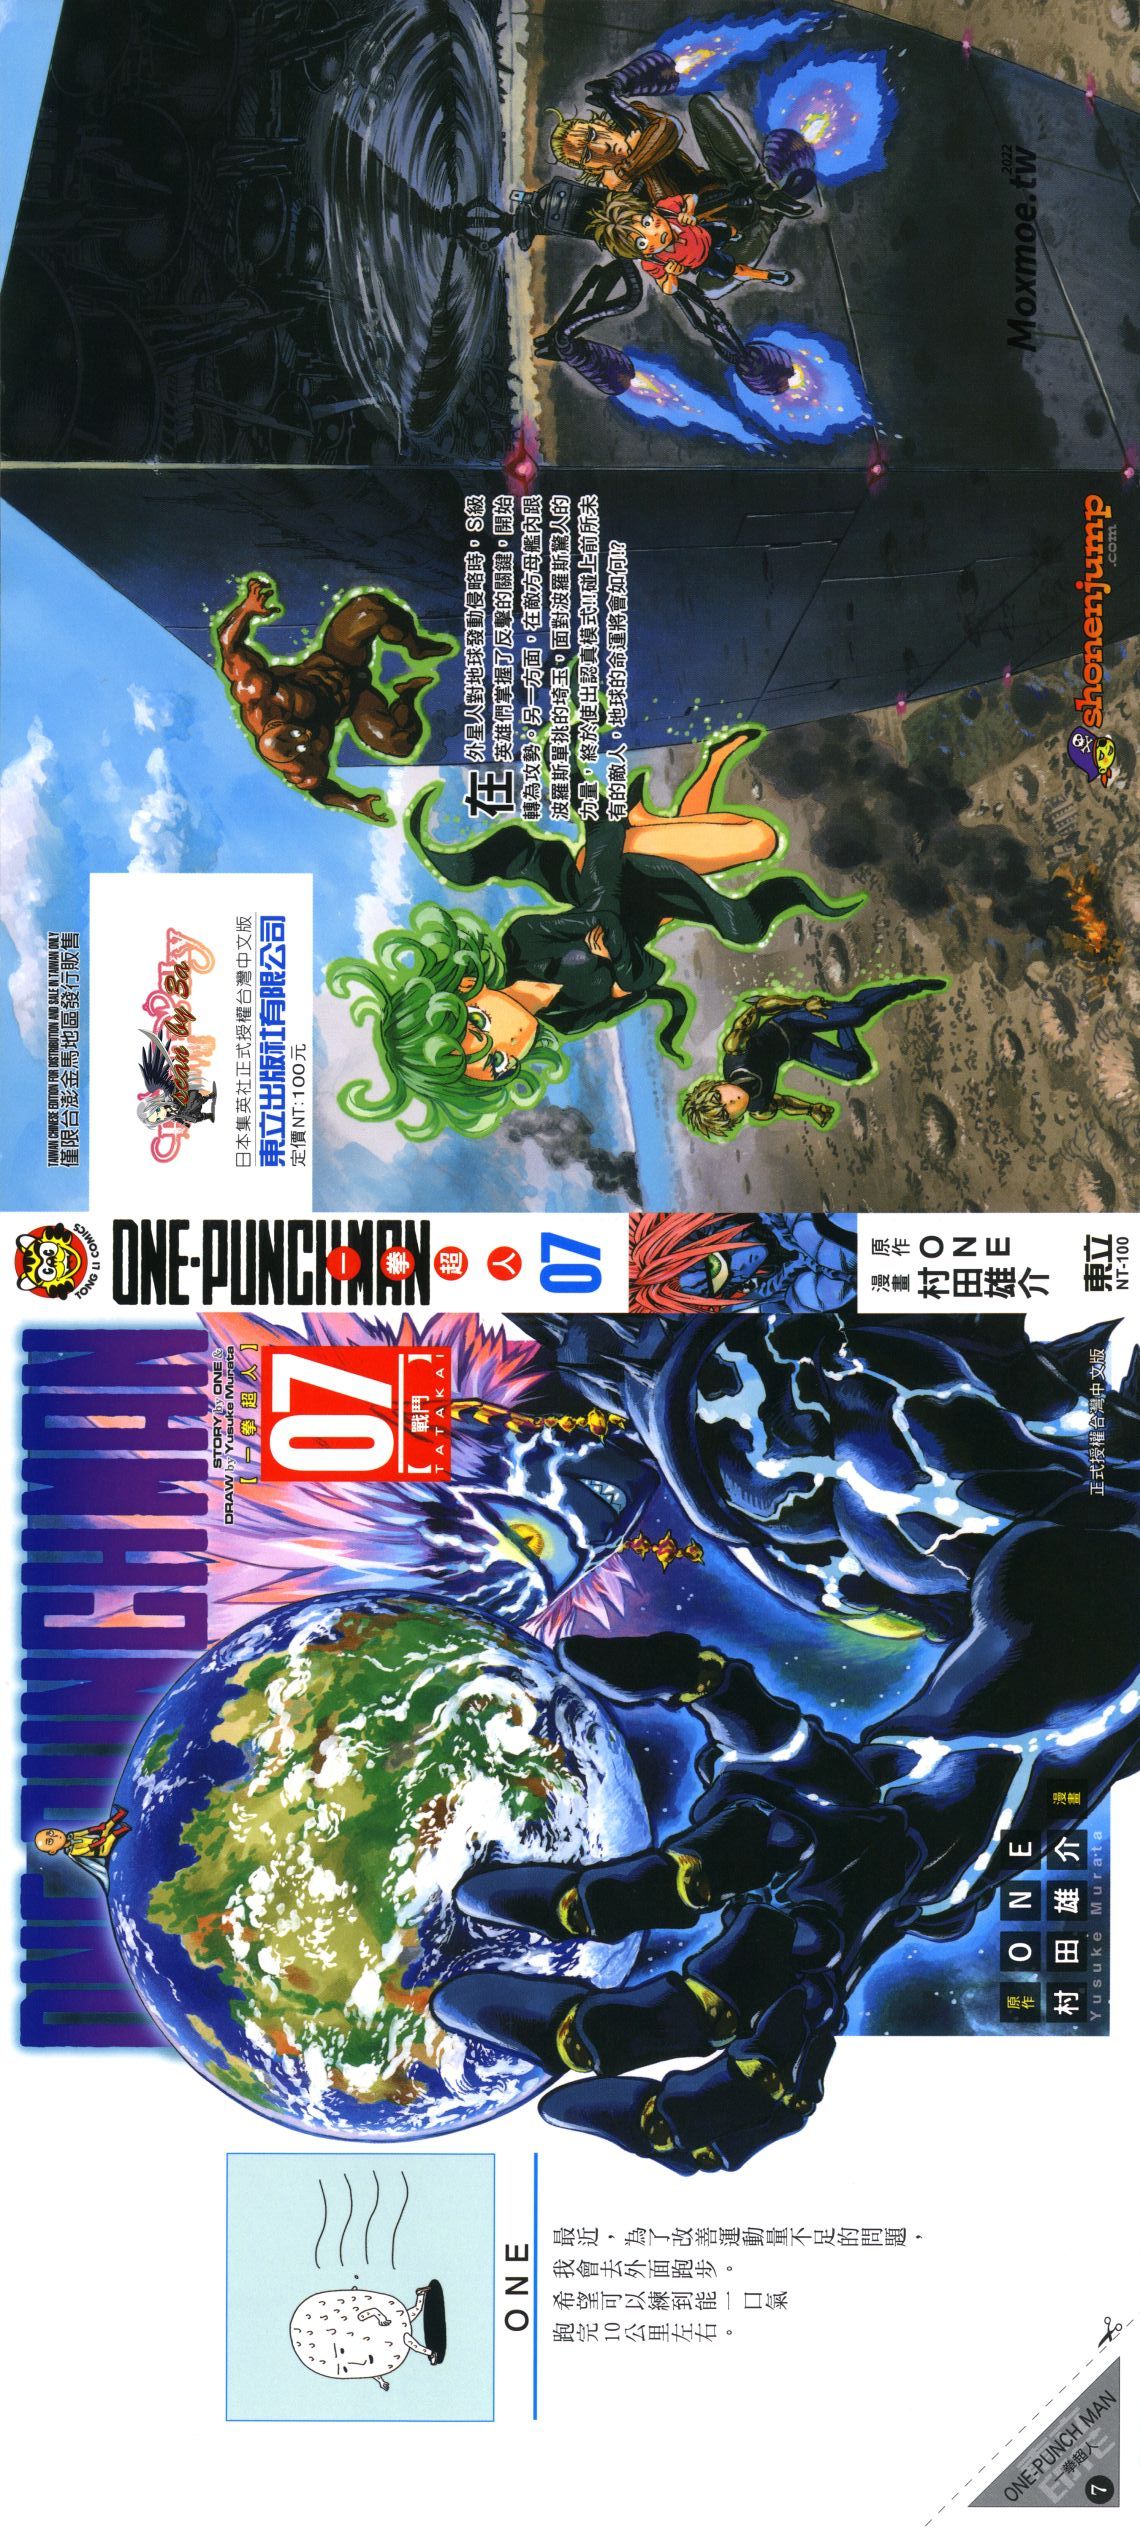 Moxmoe.tw
2022
在外星人對地球發動侵略時，S級
英雄們掌握了反擊的關鍵，開始
轉為攻勢。另一方面，在敵方母艦內跟
波羅斯單挑的埼玉，面對波羅斯驚人的
力量，終於使出認真模式!!!碰上前所未
有的敵人，地球的命運將會如何!?
shonenjump
.com
TAIWAN CHINESE EDITION FOR DISTRIBUTION AND SALE IN TAIWAN ONLY
僅限台澎金馬地區發行販售
scan by 3a
日本集英社正式授權台灣中文版
東立出版社有限公司
定價NT:100元
TONG LI COMICS
ONE-PUNCH MAN
一拳超人
07
原作
ONE
漫畫
村田雄介
東立
NT-100
ONE-PUNCH MAN
STORY by ONE &
DRAW by Yusuke Murata
【一拳超人】
07
【戰鬥】
TATAKAI
正式授權台灣中文版
原作
ONE
村田雄介
漫畫
Yusuke Murata
ONE
最近，為了改善運動量不足的問題，
我會去外面跑步。
希望可以練到能一口氣
跑完10公里左右。
ONE-PUNCH MAN
一拳超人
7